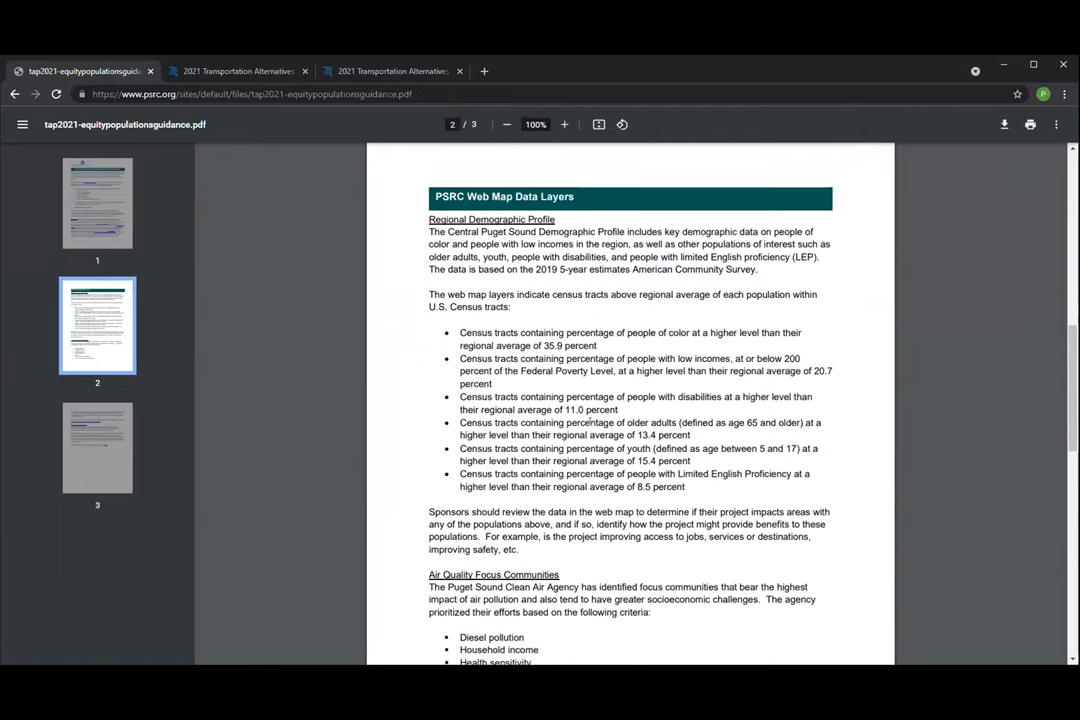 tap2021-equitypopulationsguida
2021 Transportation Alternatives
2021 Transportation Alternatives
https://www.psrc.org/sites/default/files/tap2021-equitypopulationsguidance.pdf
P
tap2021-equitypopulationsguidance.pdf
2 / 3
100%
1
2
3
PSRC Web Map Data Layers
Regional Demographic Profile
The Central Puget Sound Demographic Profile includes key demographic data on people of
color and people with low incomes in the region, as well as other populations of interest such as
older adults, youth, people with disabilities, and people with limited English proficiency (LEP).
The data is based on the 2019 5-year estimates American Community Survey.
The web map layers indicate census tracts above regional average of each population within
U.S. Census tracts:
• Census tracts containing percentage of people of color at a higher level than their
regional average of 35.9 percent
• Census tracts containing percentage of people with low incomes, at or below 200
percent of the Federal Poverty Level, at a higher level than their regional average of 20.7
percent
• Census tracts containing percentage of people with disabilities at a higher level than
their regional average of 11.0 percent
• Census tracts containing percentage of older adults (defined as age 65 and older) at a
higher level than their regional average of 13.4 percent
• Census tracts containing percentage of youth (defined as age between 5 and 17) at a
higher level than their regional average of 15.4 percent
• Census tracts containing percentage of people with Limited English Proficiency at a
higher level than their regional average of 8.5 percent
Sponsors should review the data in the web map to determine if their project impacts areas with
any of the populations above, and if so, identify how the project might provide benefits to these
populations. For example, is the project improving access to jobs, services or destinations,
improving safety, etc.
Air Quality Focus Communities
The Puget Sound Clean Air Agency has identified focus communities that bear the highest
impact of air pollution and also tend to have greater socioeconomic challenges. The agency
prioritized their efforts based on the following criteria:
▪ Diesel pollution
▪ Household income
▪ Health sensitivity